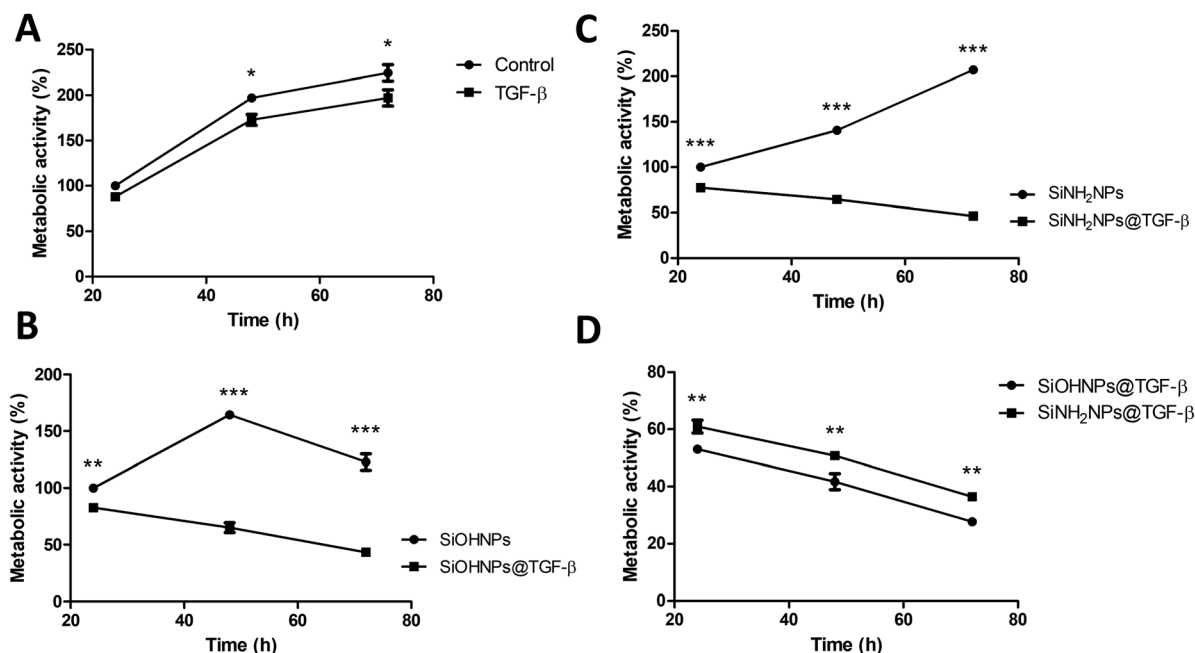 A
Metabolic activity (%)
250
200
150
100
50
0
*
*
Control
TGF-β
20
40
60
80
Time (h)
B
Metabolic activity (%)
200
150
100
50
0
**
***
***
SiOHNPs
SiOHNPs@TGF-β
20
40
60
80
Time (h)
C
Metabolic activity (%)
250
200
150
100
50
0
***
***
***
SiNH₂NPs
SiNH₂NPs@TGF-β
20
40
60
80
Time (h)
D
Metabolic activity (%)
80
60
40
20
0
**
**
**
SiOHNPs@TGF-β
SiNH₂NPs@TGF-β
20
40
60
80
Time (h)